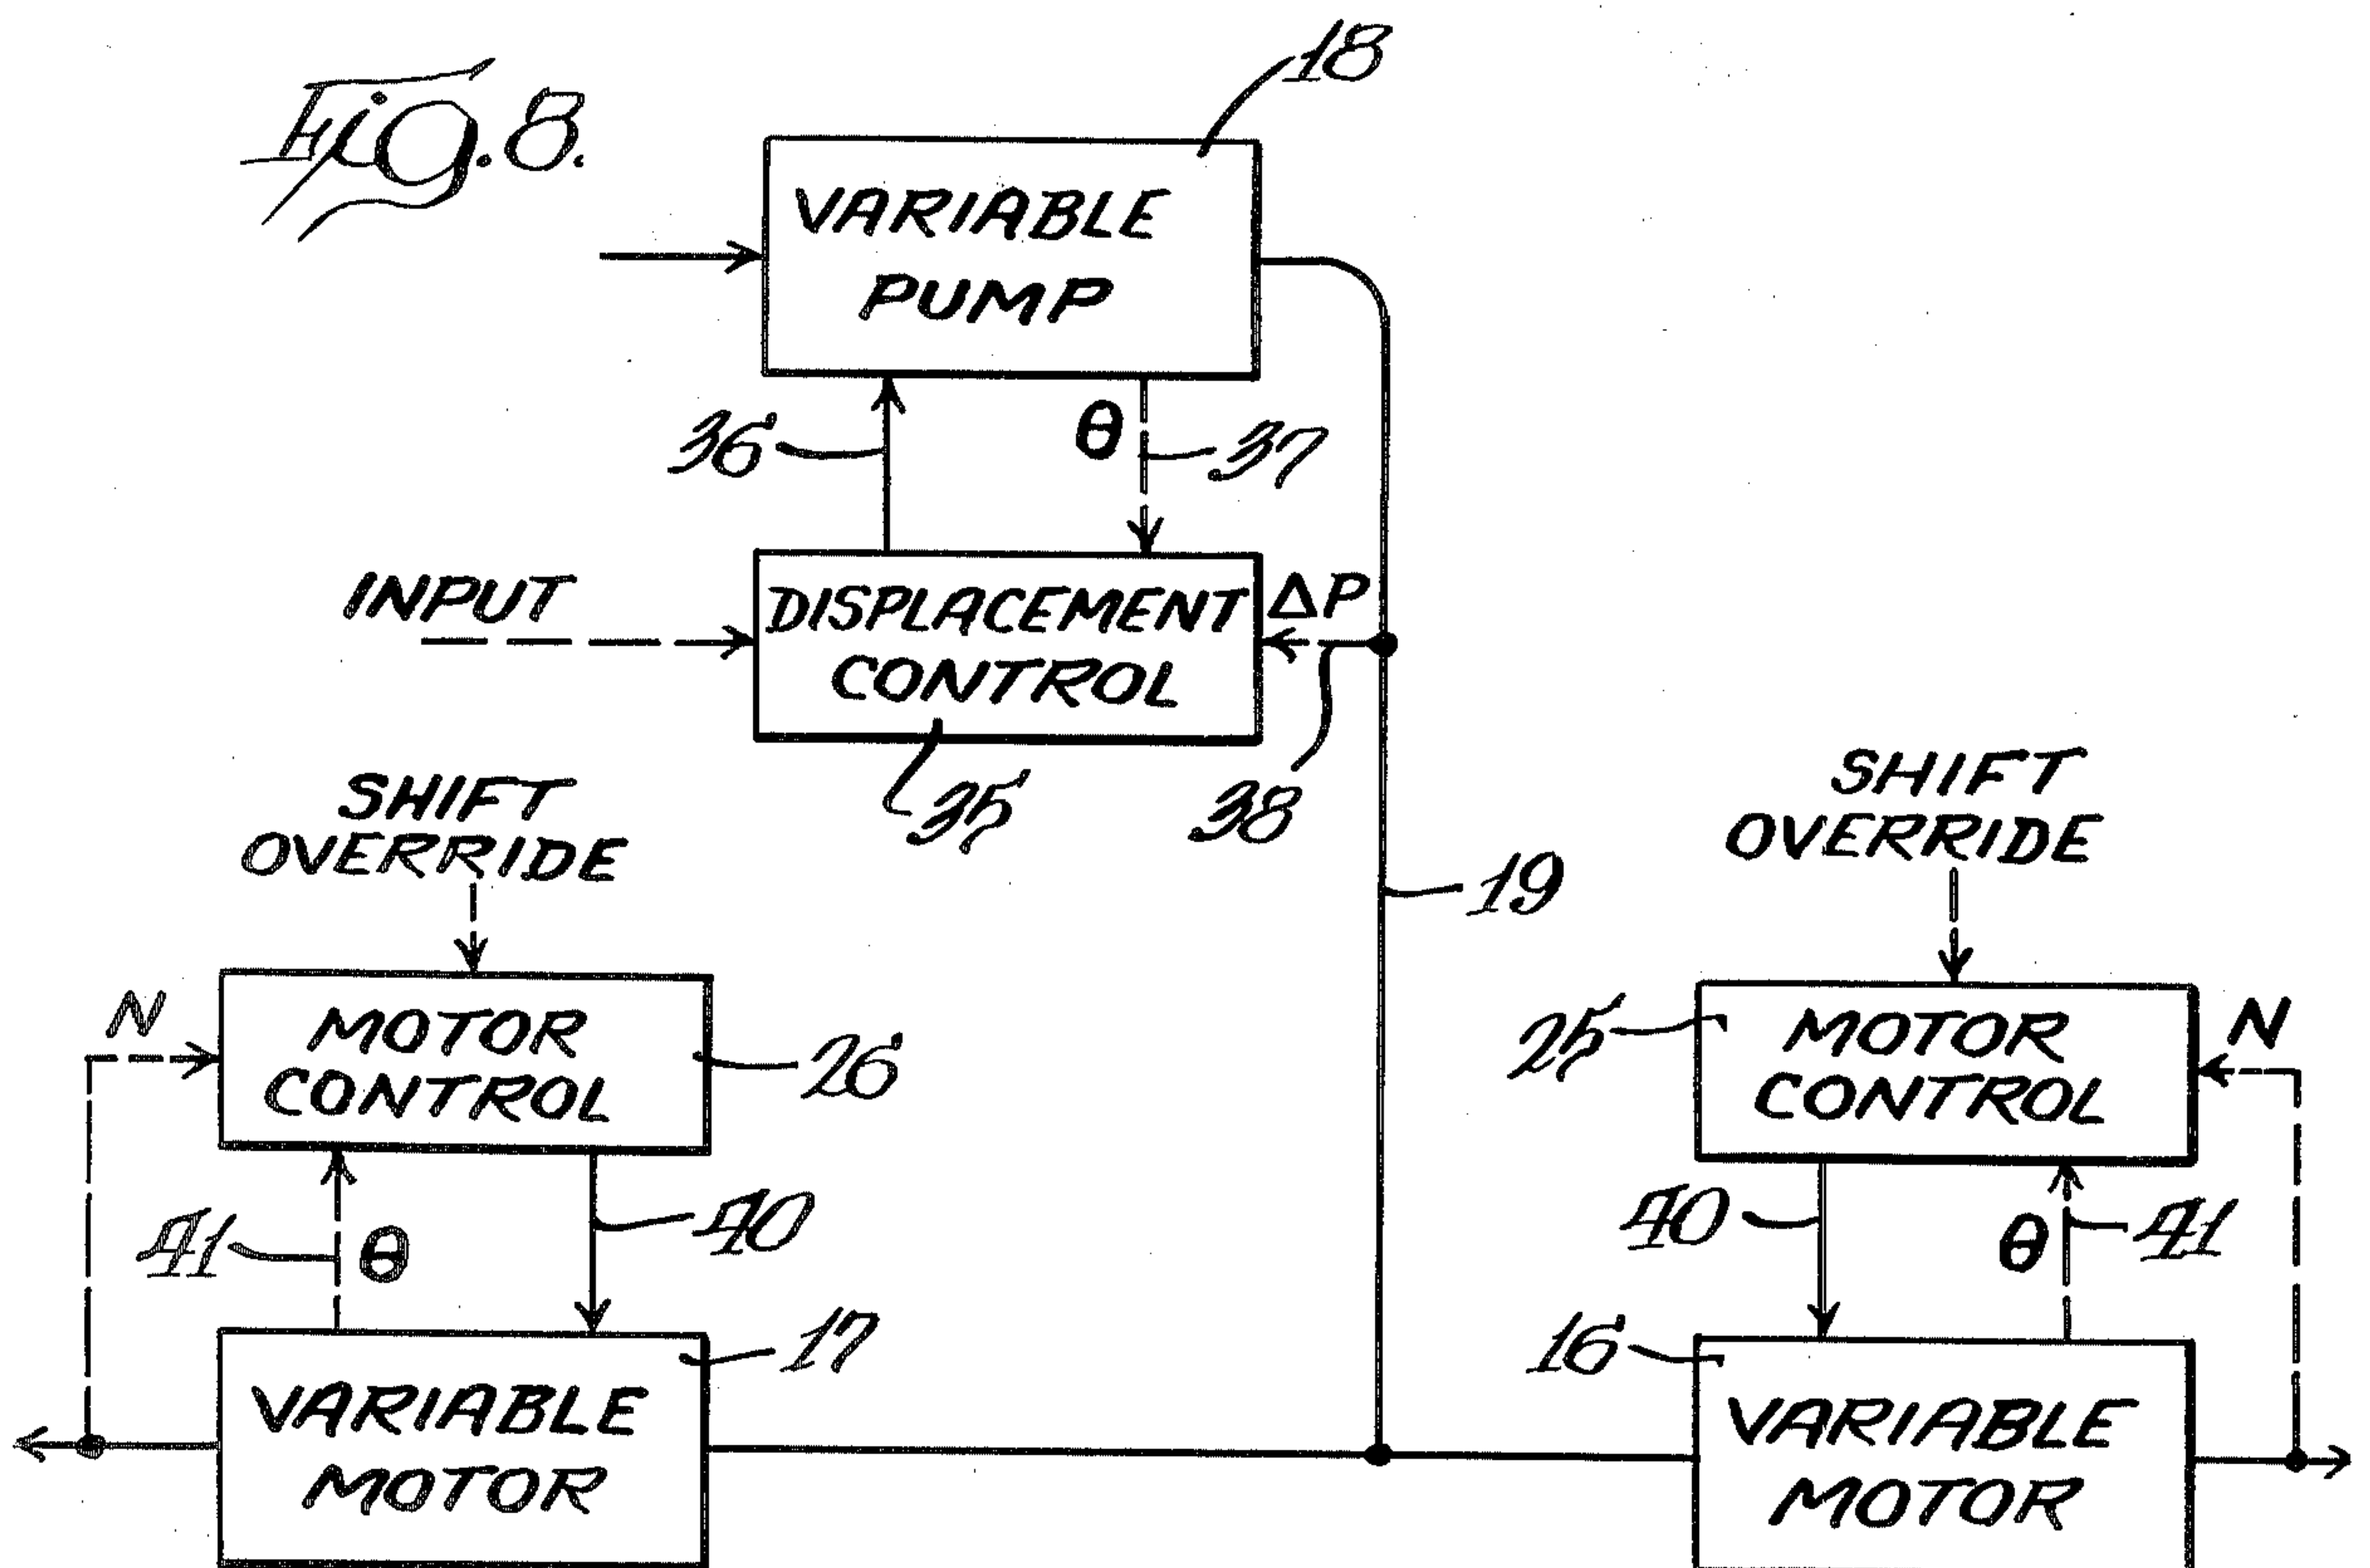 Fig. 8.
18
VARIABLE
PUMP
36
θ
37
INPUT
DISPLACEMENT
CONTROL
ΔP
35
38
SHIFT
OVERRIDE
SHIFT
OVERRIDE
19
N
MOTOR
CONTROL
26
25
MOTOR
CONTROL
N
41
θ
40
40
θ
41
17
VARIABLE
MOTOR
16
VARIABLE
MOTOR